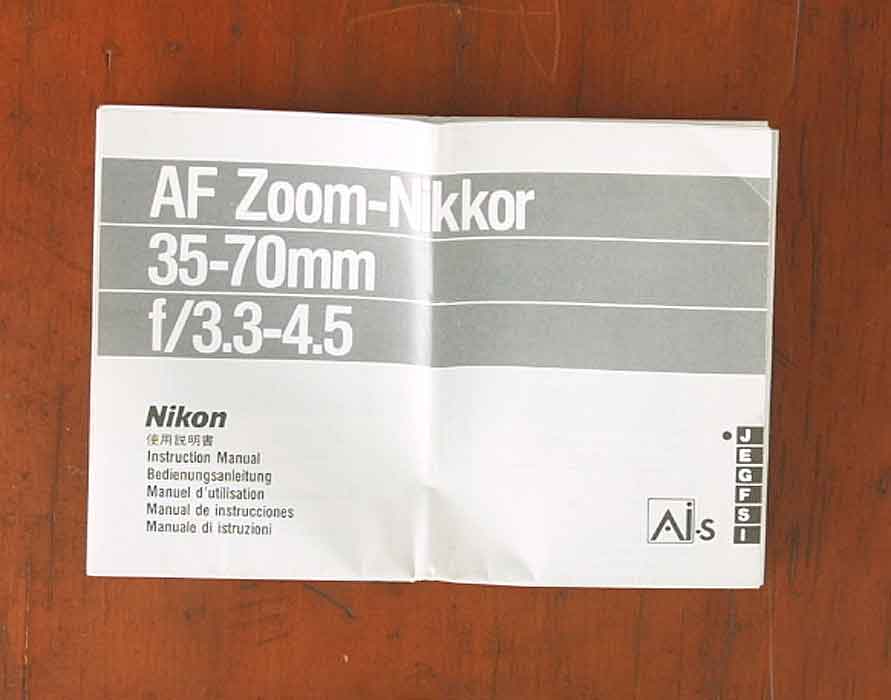 AF Zoom-Nikkor
35-70mm
f/3.3-4.5
Nikon
使用説明書
Instruction Manual
Bedienungsanleitung
Manuel d'utilisation
Manual de instrucciones
Manuale di istruzioni
Ai-S
• J
E
G
F
S
I